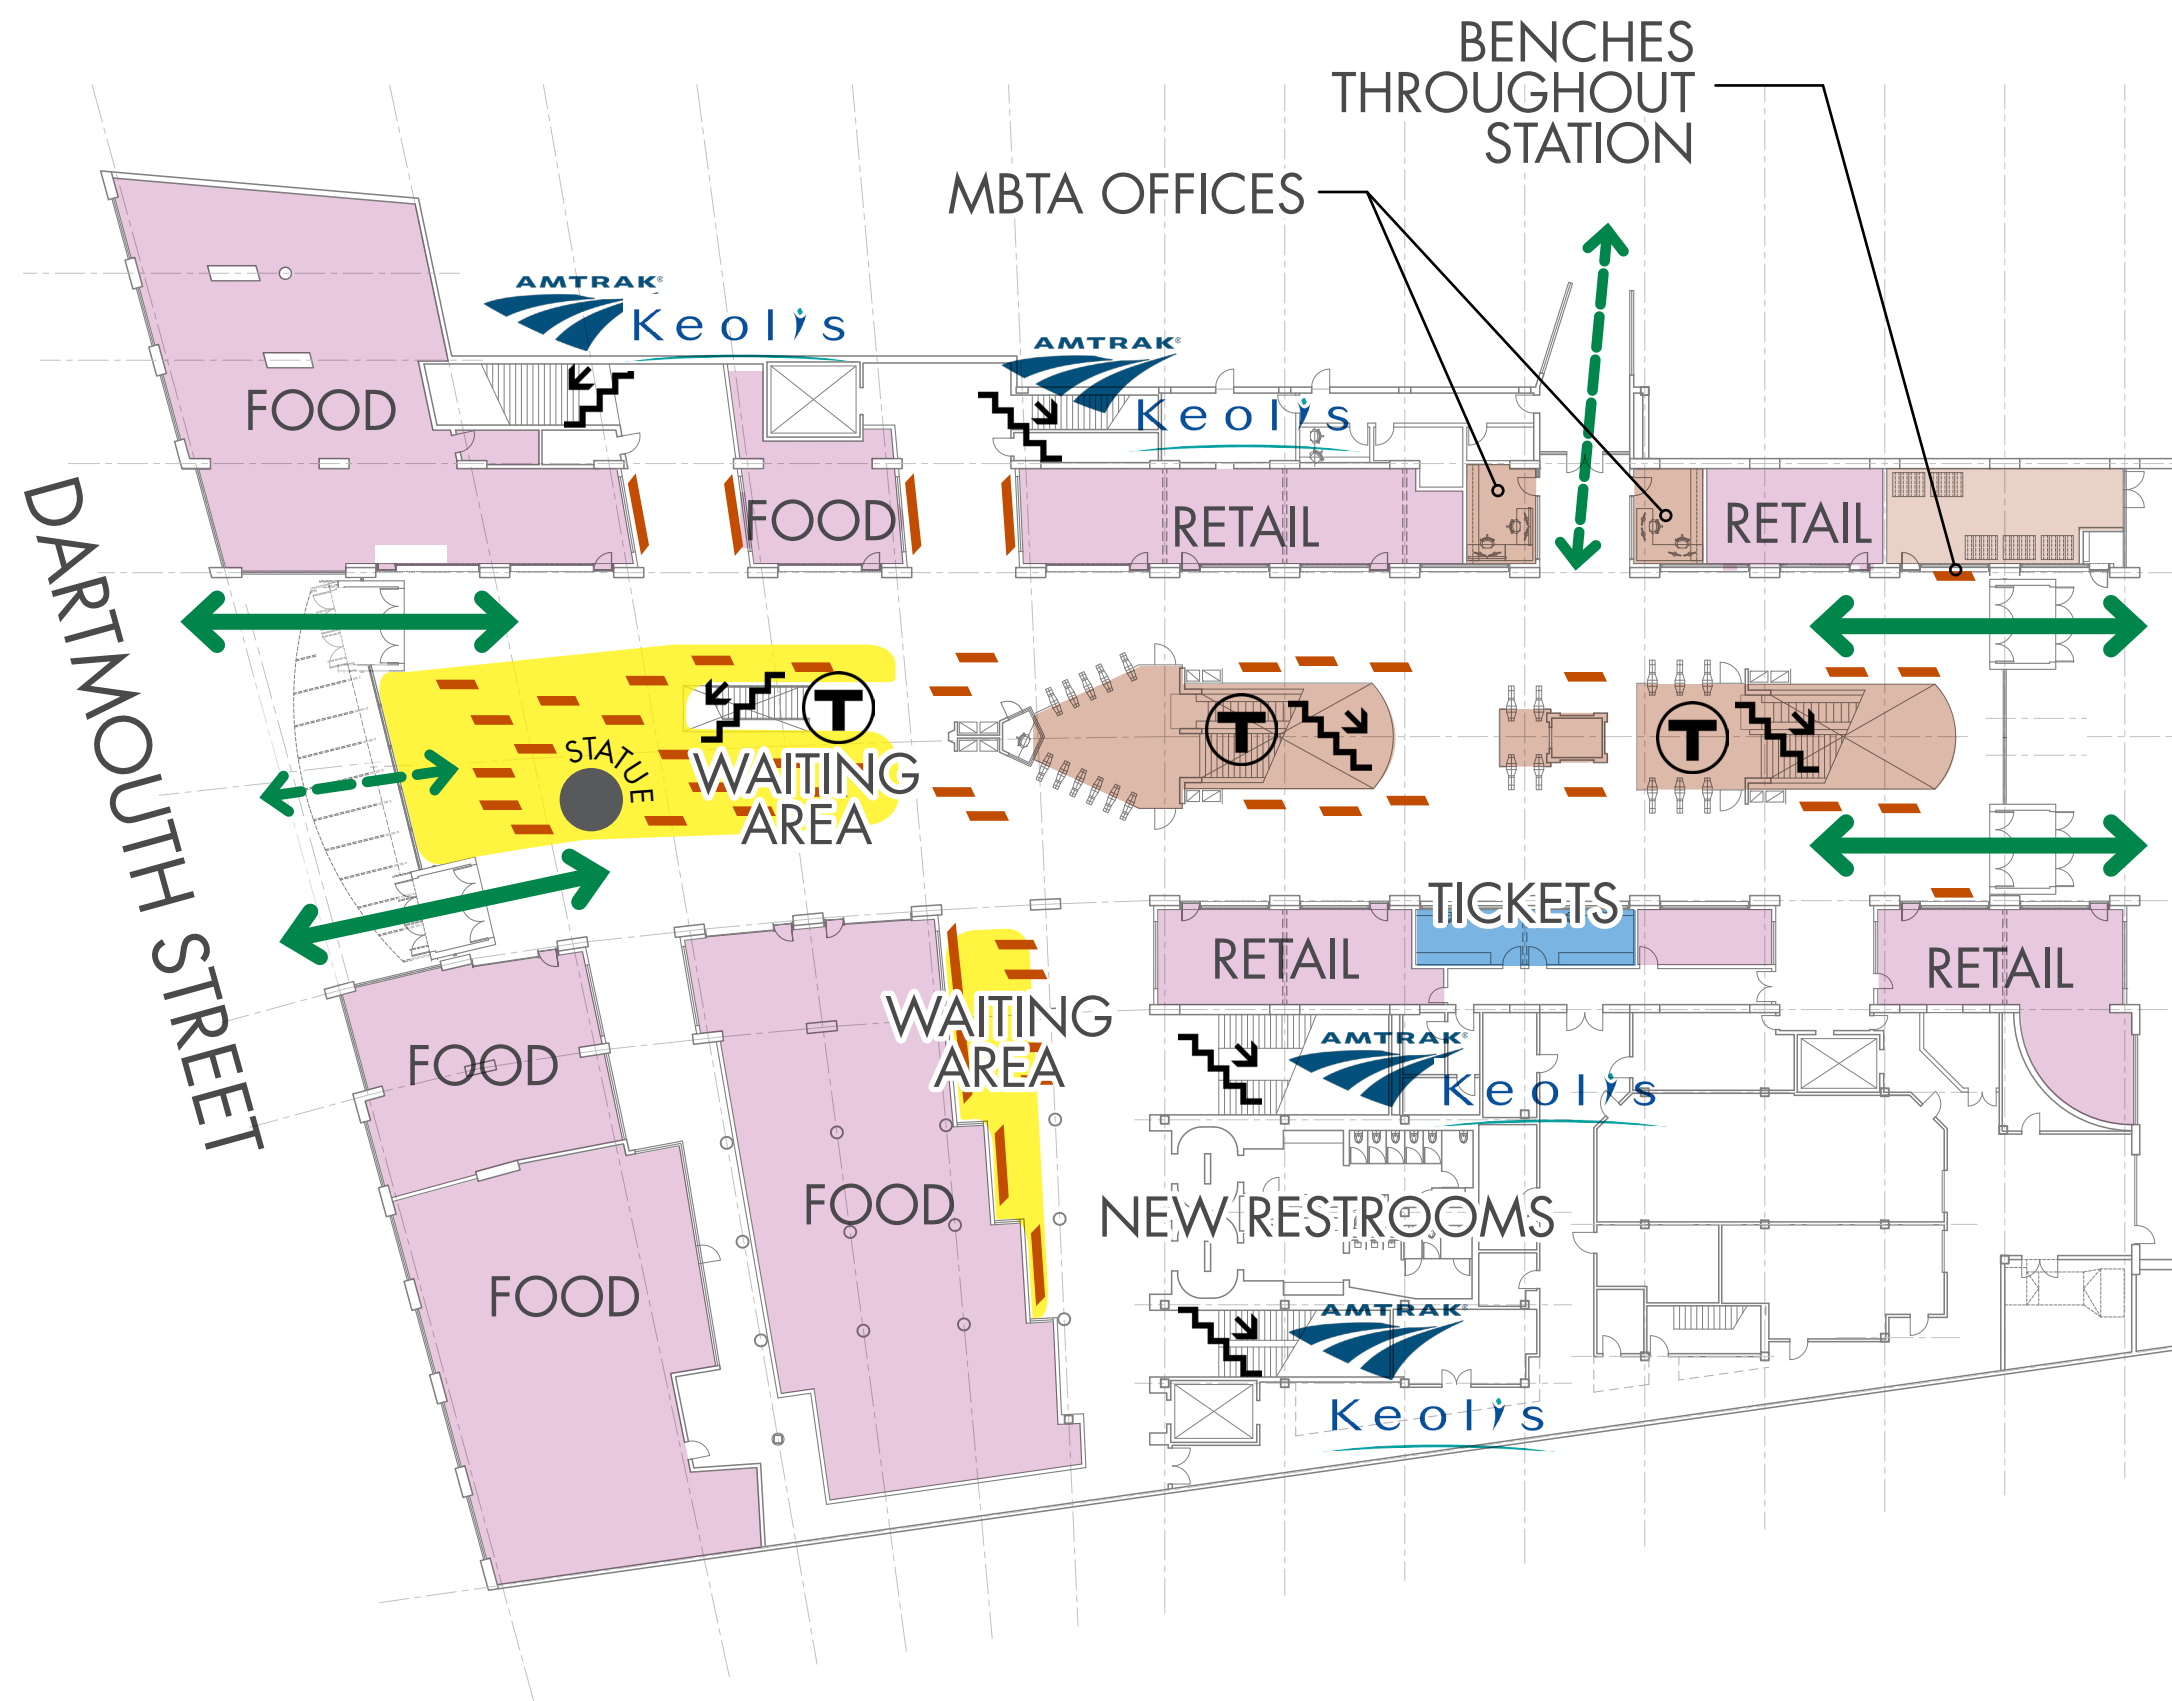 BENCHES
THROUGHOUT
STATION
MBTA OFFICES
AMTRAK®
Keolis
AMTRAK®
Keolis
FOOD
FOOD
RETAIL
RETAIL
DARTMOUTH STREET
STATUE
T
T
T
WAITING
AREA
TICKETS
RETAIL
RETAIL
WAITING
AREA
FOOD
AMTRAK®
Keolis
FOOD
NEW RESTROOMS
FOOD
AMTRAK®
Keolis